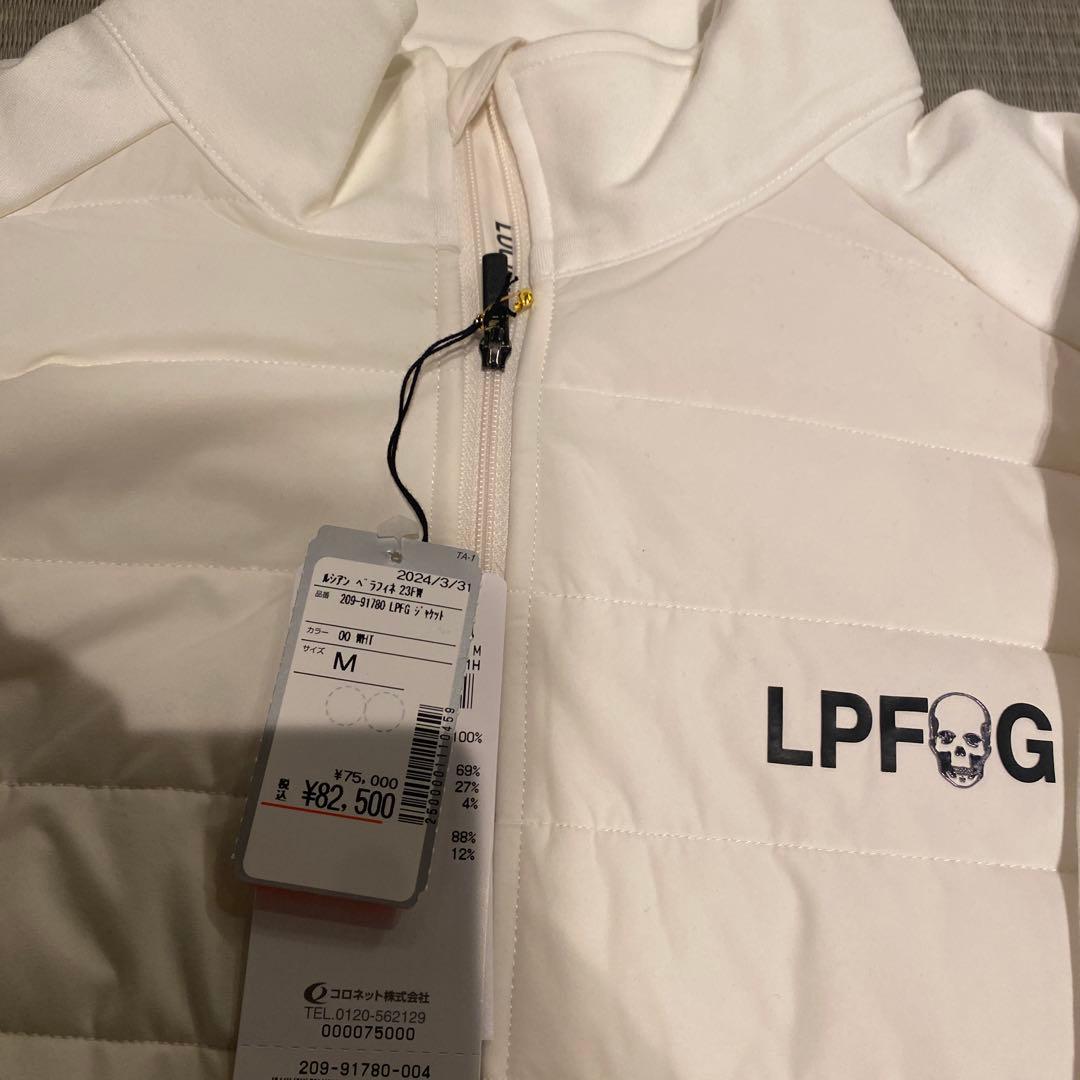 TA-1
2024/3/31
ルシアン ペラフィネ 23FW
品番 209-91780 LPFG ジャケット
カラー 00 WHT
サイズ M
¥75,000
税込 ¥82,500
2500001110459
M
1H
100%
69%
27%
4%
88%
12%
LPFG
コロネット株式会社
TEL.0120-562129
000075000
209-91780-004